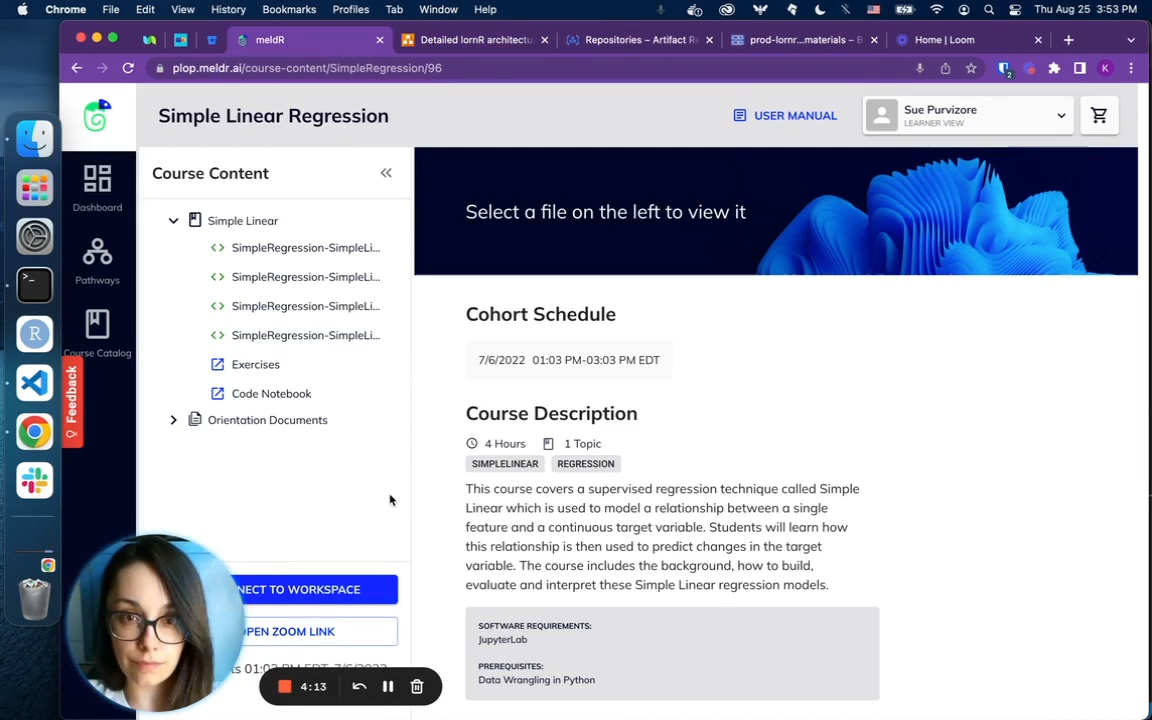 Chrome File Edit View History Bookmarks Profiles Tab Window Help
Thu Aug 25 3:53 PM
meldR
Detailed lornR architectu
Repositories – Artifact Re
prod-lornr...materials – B
Home | Loom
plop.meldr.ai/course-content/SimpleRegression/96
2
K
Simple Linear Regression
USER MANUAL
Sue Purvizore
LEARNER VIEW
Dashboard
Pathways
Course Catalog
Feedback
Course Content
Simple Linear
SimpleRegression-SimpleLi...
SimpleRegression-SimpleLi...
SimpleRegression-SimpleLi...
SimpleRegression-SimpleLi...
Exercises
Code Notebook
Orientation Documents
NECT TO WORKSPACE
OPEN ZOOM LINK
4:13
Select a file on the left to view it
Cohort Schedule
7/6/2022 01:03 PM-03:03 PM EDT
Course Description
4 Hours 1 Topic
SIMPLELINEAR REGRESSION
This course covers a supervised regression technique called Simple
Linear which is used to model a relationship between a single
feature and a continuous target variable. Students will learn how
this relationship is then used to predict changes in the target
variable. The course includes the background, how to build,
evaluate and interpret these Simple Linear regression models.
SOFTWARE REQUIREMENTS:
JupyterLab
PREREQUISITES:
Data Wrangling in Python